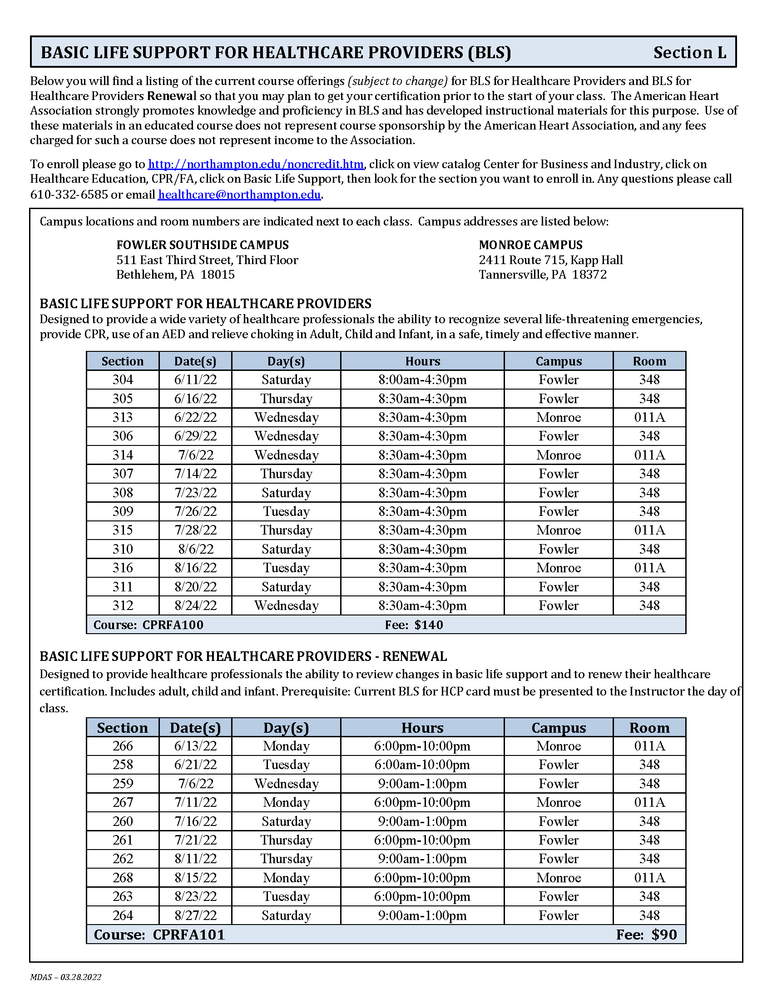 BASIC LIFE SUPPORT FOR HEALTHCARE PROVIDERS (BLS) Section L
Below you will find a listing of the current course offerings (subject to change) for BLS for Healthcare Providers and BLS for
Healthcare Providers Renewal so that you may plan to get your certification prior to the start of your class. The American Heart
Association strongly promotes knowledge and proficiency in BLS and has developed instructional materials for this purpose. Use of
these materials in an educated course does not represent course sponsorship by the American Heart Association, and any fees
charged for such a course does not represent income to the Association.
To enroll please go to http://northampton.edu/noncredit.htm, click on view catalog Center for Business and Industry, click on
Healthcare Education, CPR/FA, click on Basic Life Support, then look for the section you want to enroll in. Any questions please call
610-332-6585 or email healthcare@northampton.edu.
Campus locations and room numbers are indicated next to each class. Campus addresses are listed below:
FOWLER SOUTHSIDE CAMPUS MONROE CAMPUS
511 East Third Street, Third Floor 2411 Route 715, Kapp Hall
Bethlehem, PA 18015 Tannersville, PA 18372
BASIC LIFE SUPPORT FOR HEALTHCARE PROVIDERS
Designed to provide a wide variety of healthcare professionals the ability to recognize several life-threatening emergencies,
provide CPR, use of an AED and relieve choking in Adult, Child and Infant, in a safe, timely and effective manner.
Section Date(s) Day(s) Hours Campus Room
304 6/11/22 Saturday 8:00am-4:30pm Fowler 348
305 6/16/22 Thursday 8:30am-4:30pm Fowler 348
313 6/22/22 Wednesday 8:30am-4:30pm Monroe 011A
306 6/29/22 Wednesday 8:30am-4:30pm Fowler 348
314 7/6/22 Wednesday 8:30am-4:30pm Monroe 011A
307 7/14/22 Thursday 8:30am-4:30pm Fowler 348
308 7/23/22 Saturday 8:30am-4:30pm Fowler 348
309 7/26/22 Tuesday 8:30am-4:30pm Fowler 348
315 7/28/22 Thursday 8:30am-4:30pm Monroe 011A
310 8/6/22 Saturday 8:30am-4:30pm Fowler 348
316 8/16/22 Tuesday 8:30am-4:30pm Monroe 011A
311 8/20/22 Saturday 8:30am-4:30pm Fowler 348
312 8/24/22 Wednesday 8:30am-4:30pm Fowler 348
Course: CPRFA100 Fee: $140
BASIC LIFE SUPPORT FOR HEALTHCARE PROVIDERS - RENEWAL
Designed to provide healthcare professionals the ability to review changes in basic life support and to renew their healthcare
certification. Includes adult, child and infant. Prerequisite: Current BLS for HCP card must be presented to the Instructor the day of
class.
Section Date(s) Day(s) Hours Campus Room
266 6/13/22 Monday 6:00pm-10:00pm Monroe 011A
258 6/21/22 Tuesday 6:00am-10:00pm Fowler 348
259 7/6/22 Wednesday 9:00am-1:00pm Fowler 348
267 7/11/22 Monday 6:00pm-10:00pm Monroe 011A
260 7/16/22 Saturday 9:00am-1:00pm Fowler 348
261 7/21/22 Thursday 6:00pm-10:00pm Fowler 348
262 8/11/22 Thursday 9:00am-1:00pm Fowler 348
268 8/15/22 Monday 6:00pm-10:00pm Monroe 011A
263 8/23/22 Tuesday 6:00pm-10:00pm Fowler 348
264 8/27/22 Saturday 9:00am-1:00pm Fowler 348
Course: CPRFA101 Fee: $90
MDAS – 03.28.2022